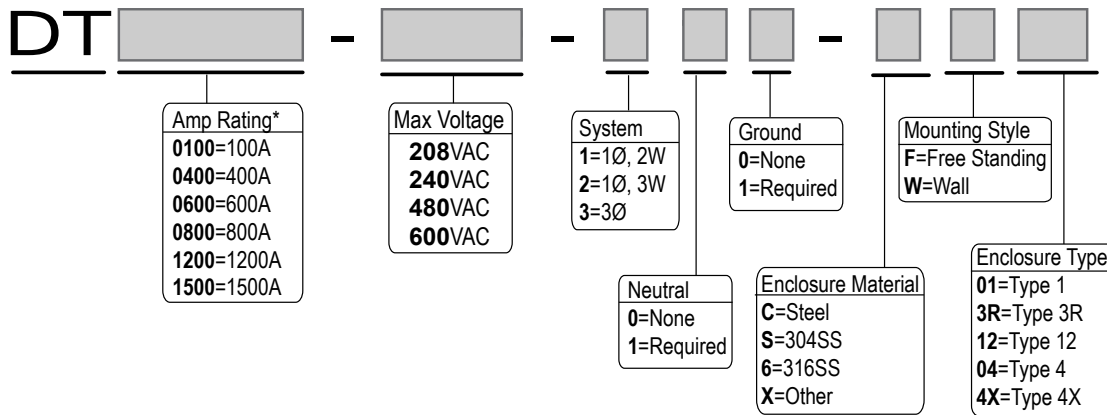 DT - - -
Amp Rating*
0100=100A
0400=400A
0600=600A
0800=800A
1200=1200A
1500=1500A
Max Voltage
208VAC
240VAC
480VAC
600VAC
System
1=1Ø, 2W
2=1Ø, 3W
3=3Ø
Neutral
0=None
1=Required
Ground
0=None
1=Required
Enclosure Material
C=Steel
S=304SS
6=316SS
X=Other
Mounting Style
F=Free Standing
W=Wall
Enclosure Type
01=Type 1
3R=Type 3R
12=Type 12
04=Type 4
4X=Type 4X